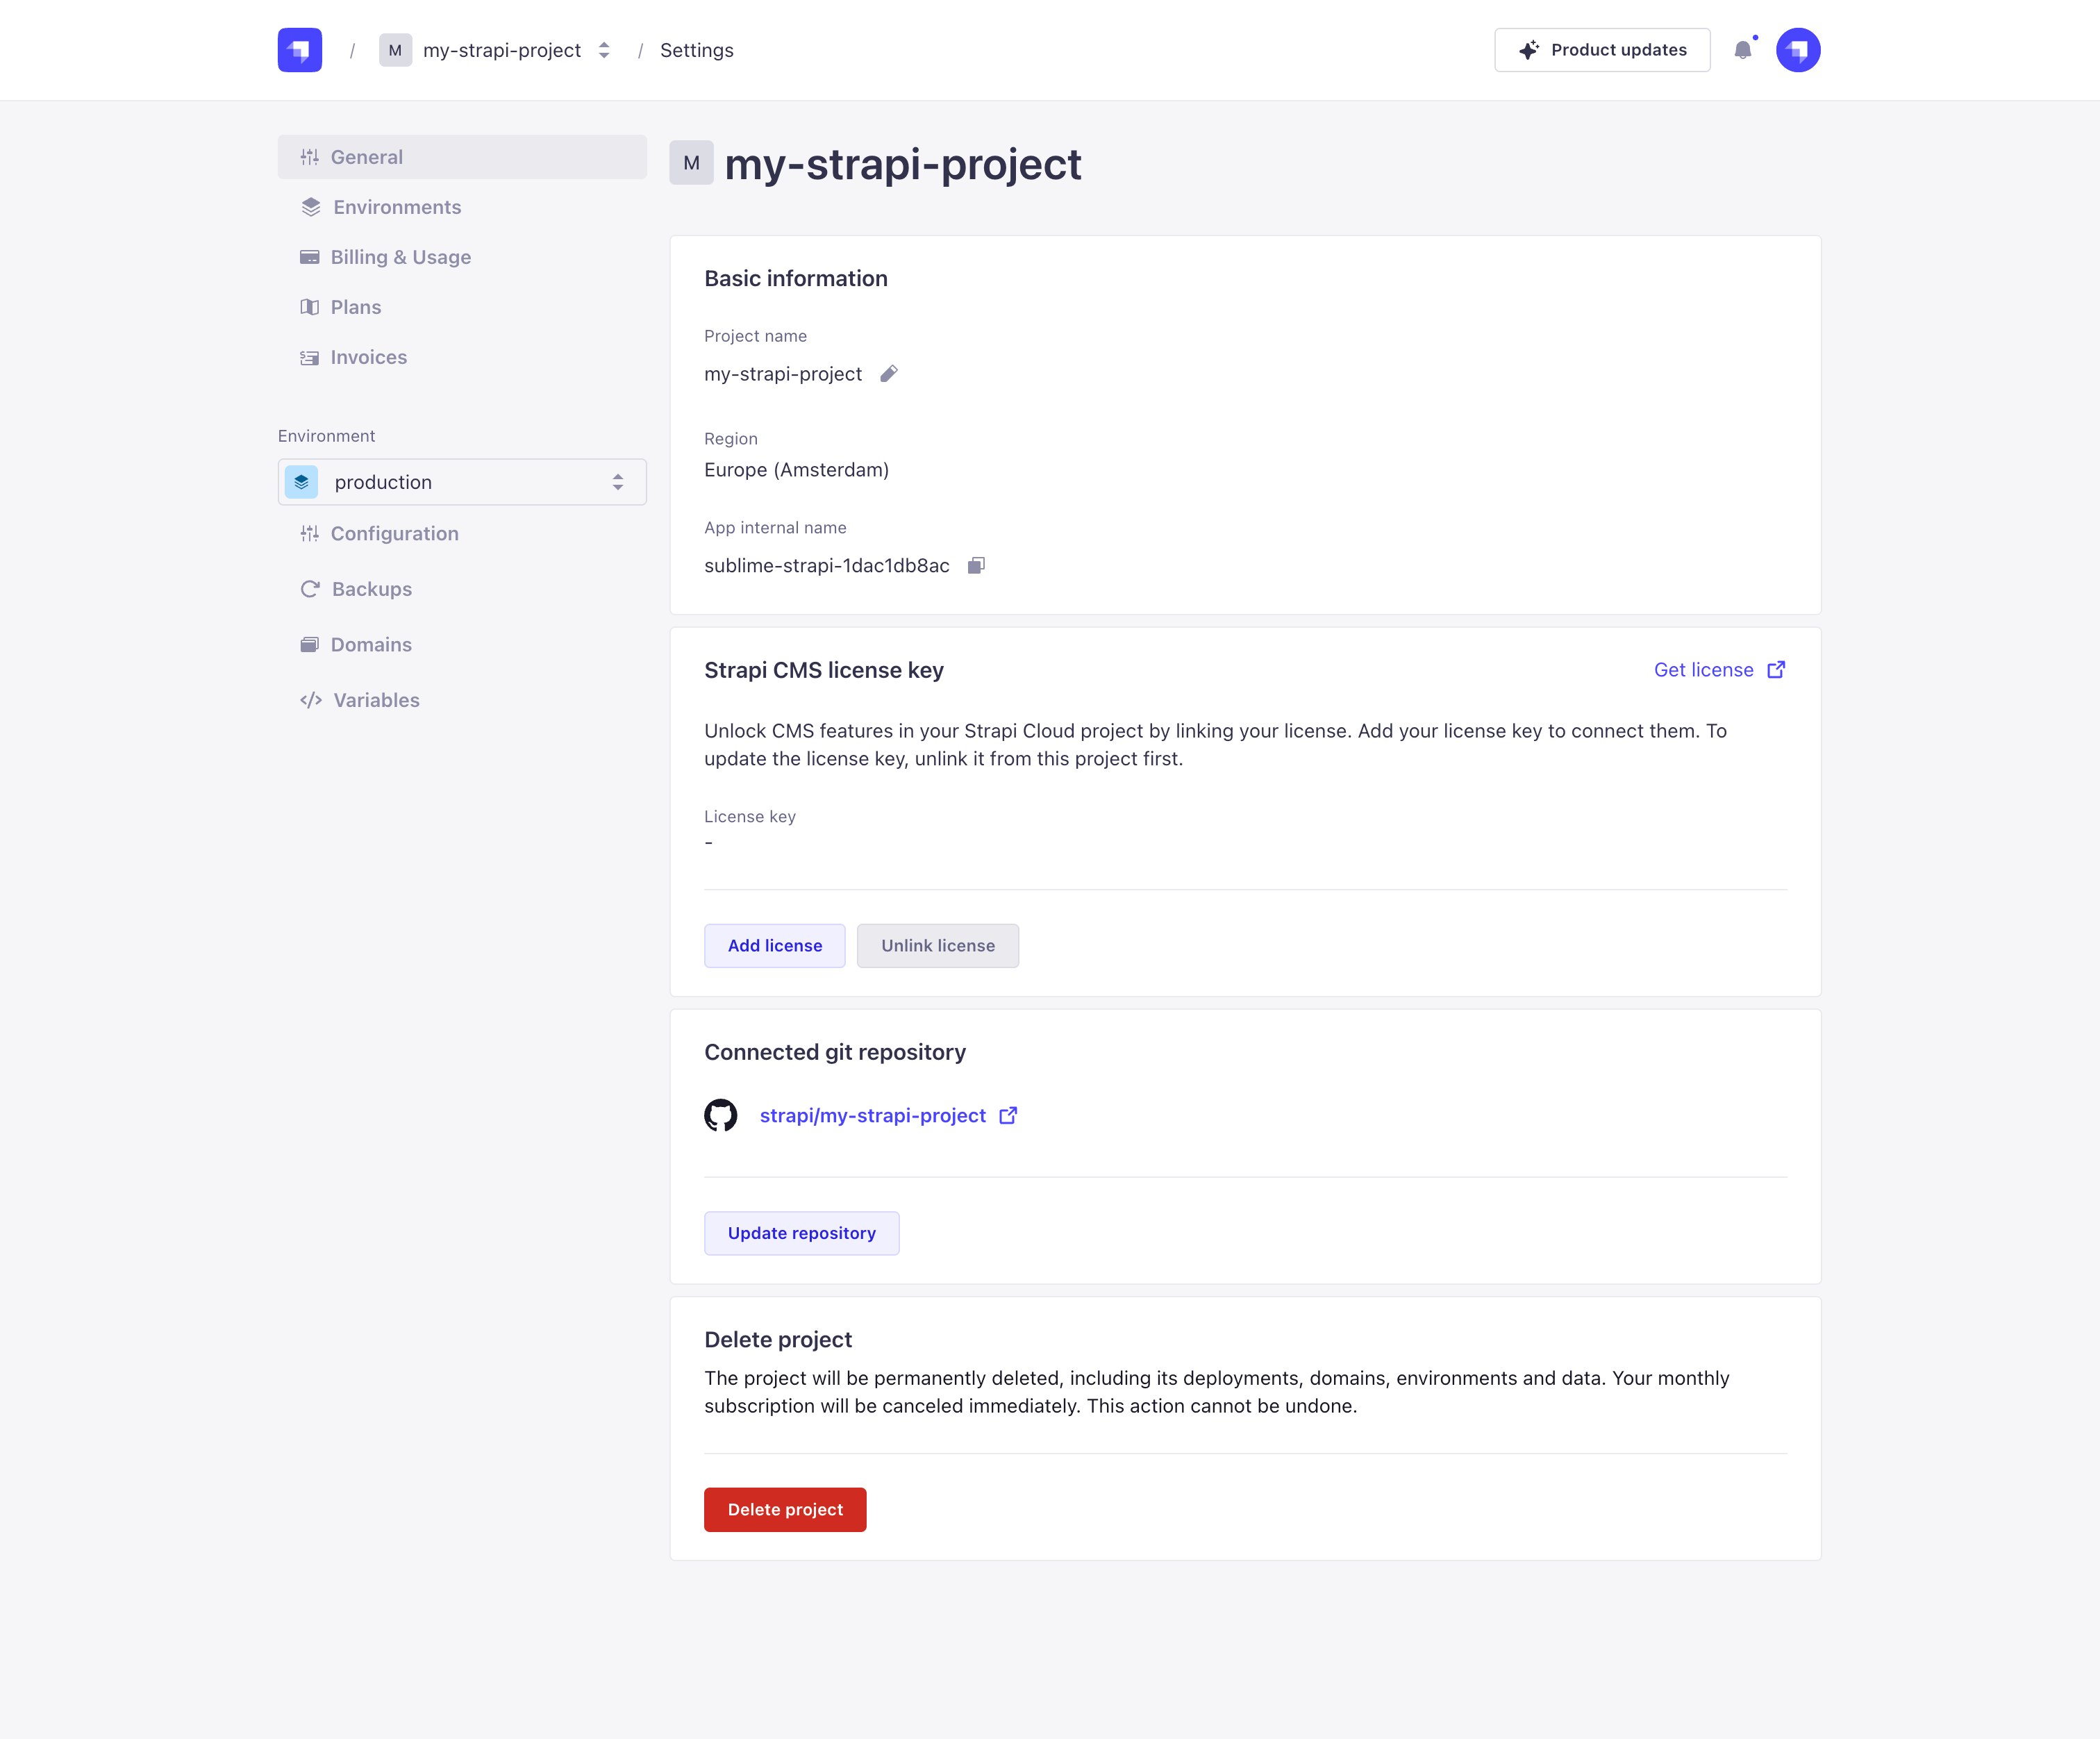 / M my-strapi-project / Settings
Product updates
General
Environments
Billing & Usage
Plans
Invoices
Environment
production
Configuration
Backups
Domains
Variables
M my-strapi-project
Basic information
Project name
my-strapi-project
Region
Europe (Amsterdam)
App internal name
sublime-strapi-1dac1db8ac
Strapi CMS license key
Get license
Unlock CMS features in your Strapi Cloud project by linking your license. Add your license key to connect them. To
update the license key, unlink it from this project first.
License key
-
Add license
Unlink license
Connected git repository
strapi/my-strapi-project
Update repository
Delete project
The project will be permanently deleted, including its deployments, domains, environments and data. Your monthly
subscription will be canceled immediately. This action cannot be undone.
Delete project